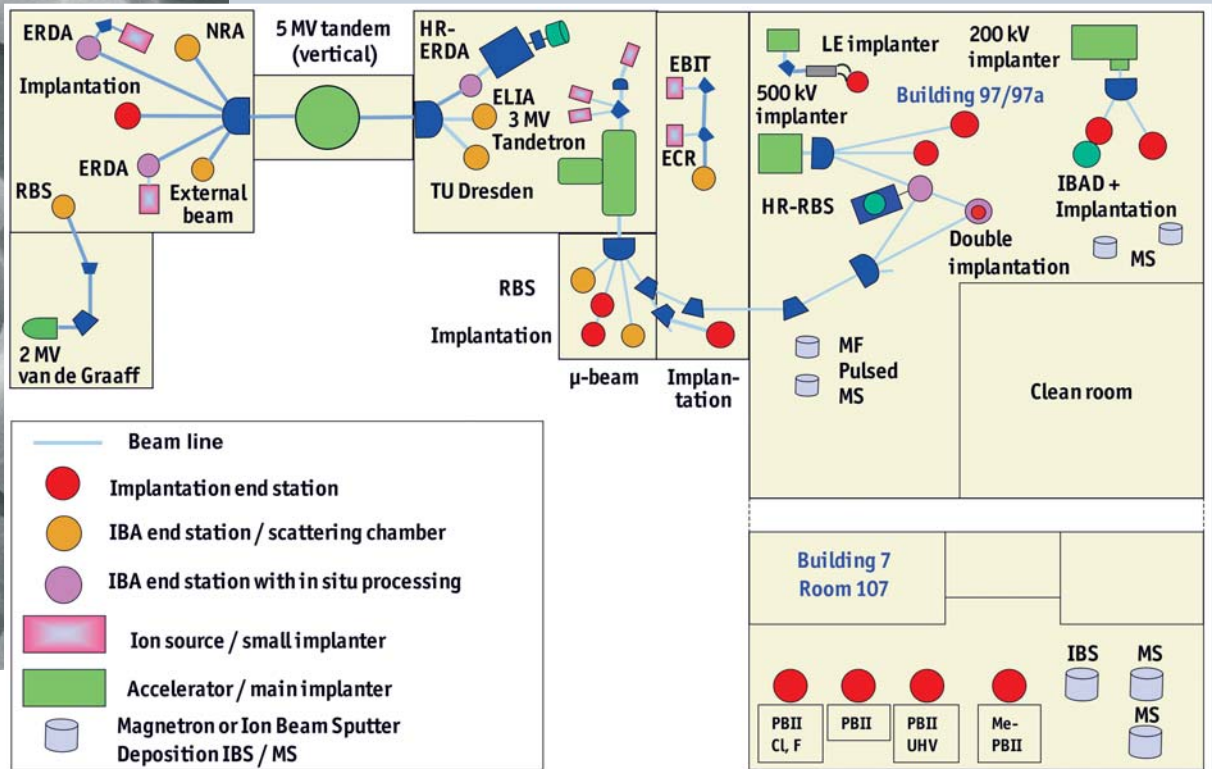 ERDA
NRA
Implantation
ERDA
External
beam
RBS
2 MV
van de Graaff
5 MV tandem
(vertical)
HR-
ERDA
ELIA
3 MV
Tandetron
TU Dresden
EBIT
ECR
RBS
Implantation
µ-beam
Implan-
tation
LE implanter
500 kV
implanter
200 kV
implanter
Building 97/97a
HR-RBS
Double
implantation
IBAD +
Implantation
MS
MF
Pulsed
MS
Clean room
Beam line
Implantation end station
IBA end station / scattering chamber
IBA end station with in situ processing
Ion source / small implanter
Accelerator / main implanter
Magnetron or Ion Beam Sputter
Deposition IBS / MS
Building 7
Room 107
PBII
Cl, F
PBII
PBII
UHV
Me-
PBII
IBS
MS
MS